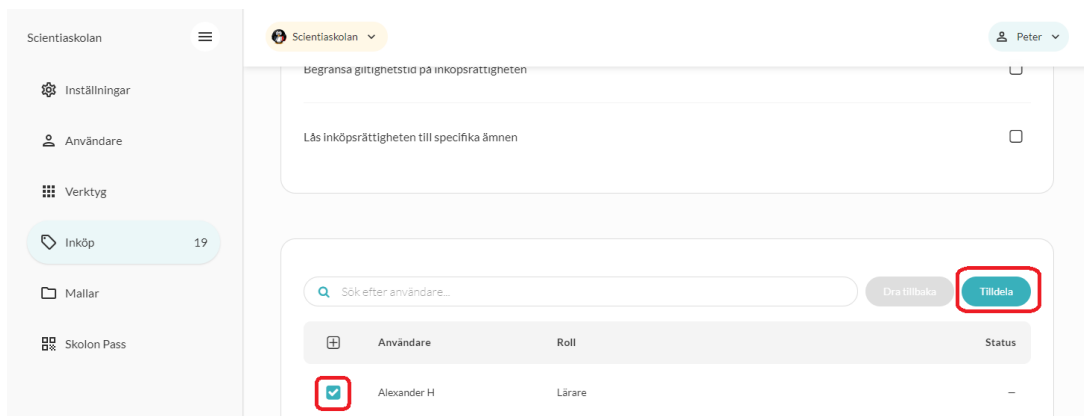 Scientiaskolan
Scientiaskolan
Peter
Inställningar
Användare
Verktyg
Inköp 19
Mallar
Skolon Pass
Begränsa giltighetstid på inköpsrättigheten
Lås inköpsrättigheten till specifika ämnen
Sök efter användare...
Dra tillbaka
Tilldela
Användare Roll Status
Alexander H Lärare –